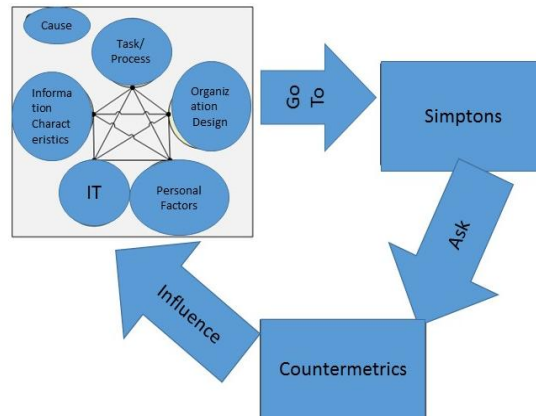 Cause
Task/
Process
Informa
tion
Charact
eristics
Organiz
ation
Design
IT
Personal
Factors
Go
To
Simptons
Ask
Countermetrics
Influence